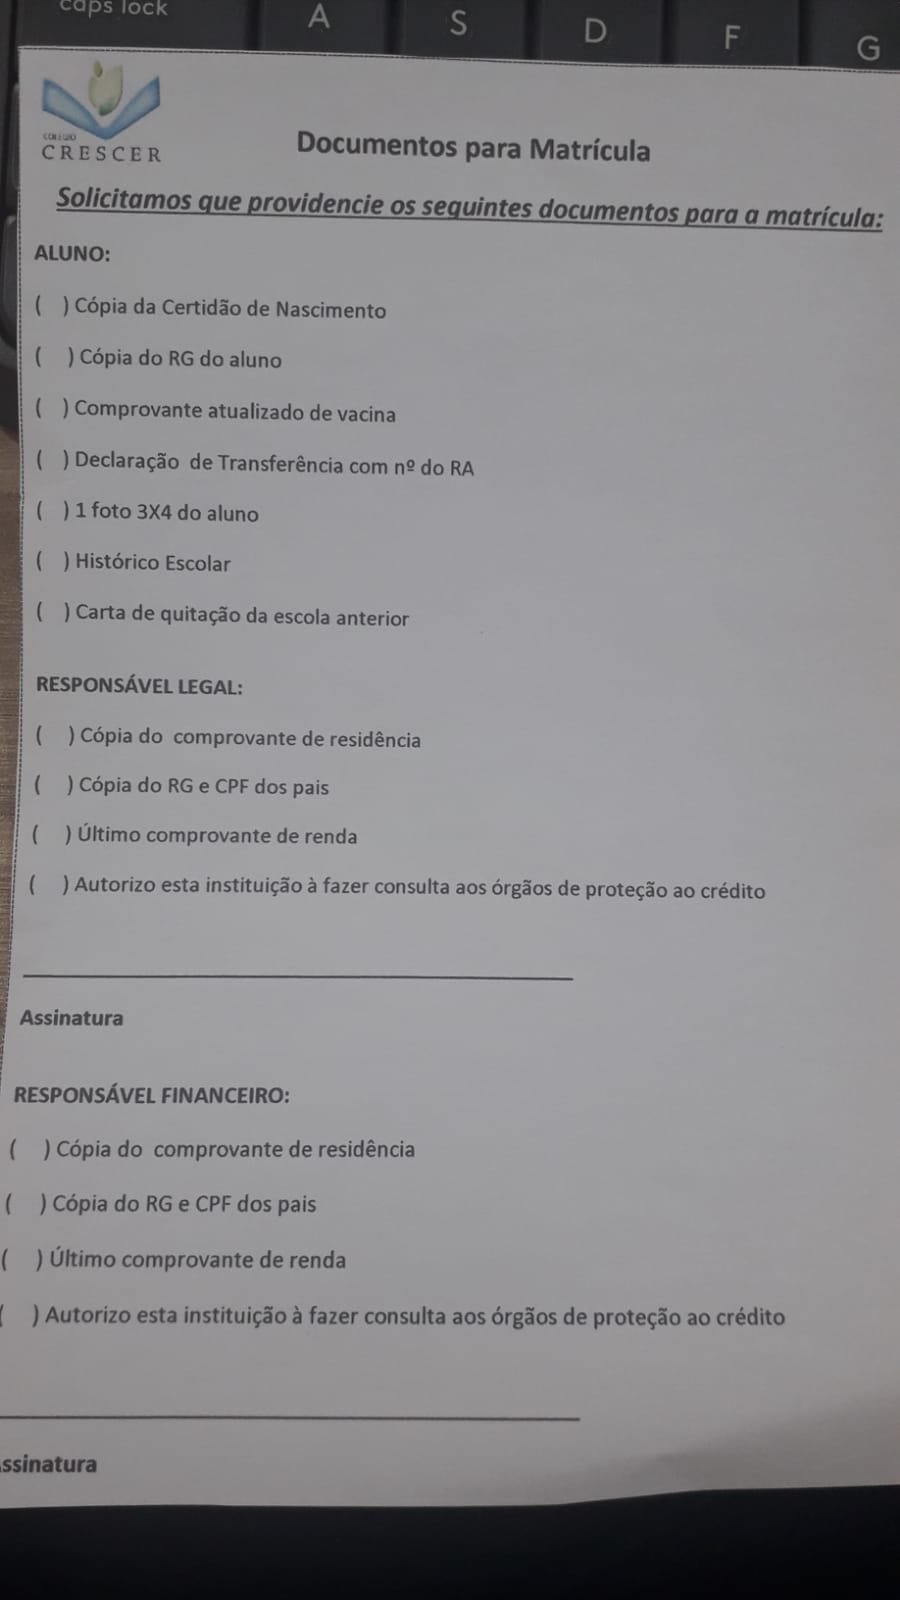 caps lock
A S D F G
COLÉGIO
CRESCER
Documentos para Matrícula
Solicitamos que providencie os seguintes documentos para a matrícula:
ALUNO:
( ) Cópia da Certidão de Nascimento
( ) Cópia do RG do aluno
( ) Comprovante atualizado de vacina
( ) Declaração de Transferência com nº do RA
( ) 1 foto 3X4 do aluno
( ) Histórico Escolar
( ) Carta de quitação da escola anterior
RESPONSÁVEL LEGAL:
( ) Cópia do comprovante de residência
( ) Cópia do RG e CPF dos pais
( ) Último comprovante de renda
( ) Autorizo esta instituição à fazer consulta aos órgãos de proteção ao crédito
Assinatura
RESPONSÁVEL FINANCEIRO:
( ) Cópia do comprovante de residência
( ) Cópia do RG e CPF dos pais
( ) Último comprovante de renda
( ) Autorizo esta instituição à fazer consulta aos órgãos de proteção ao crédito
ssinatura